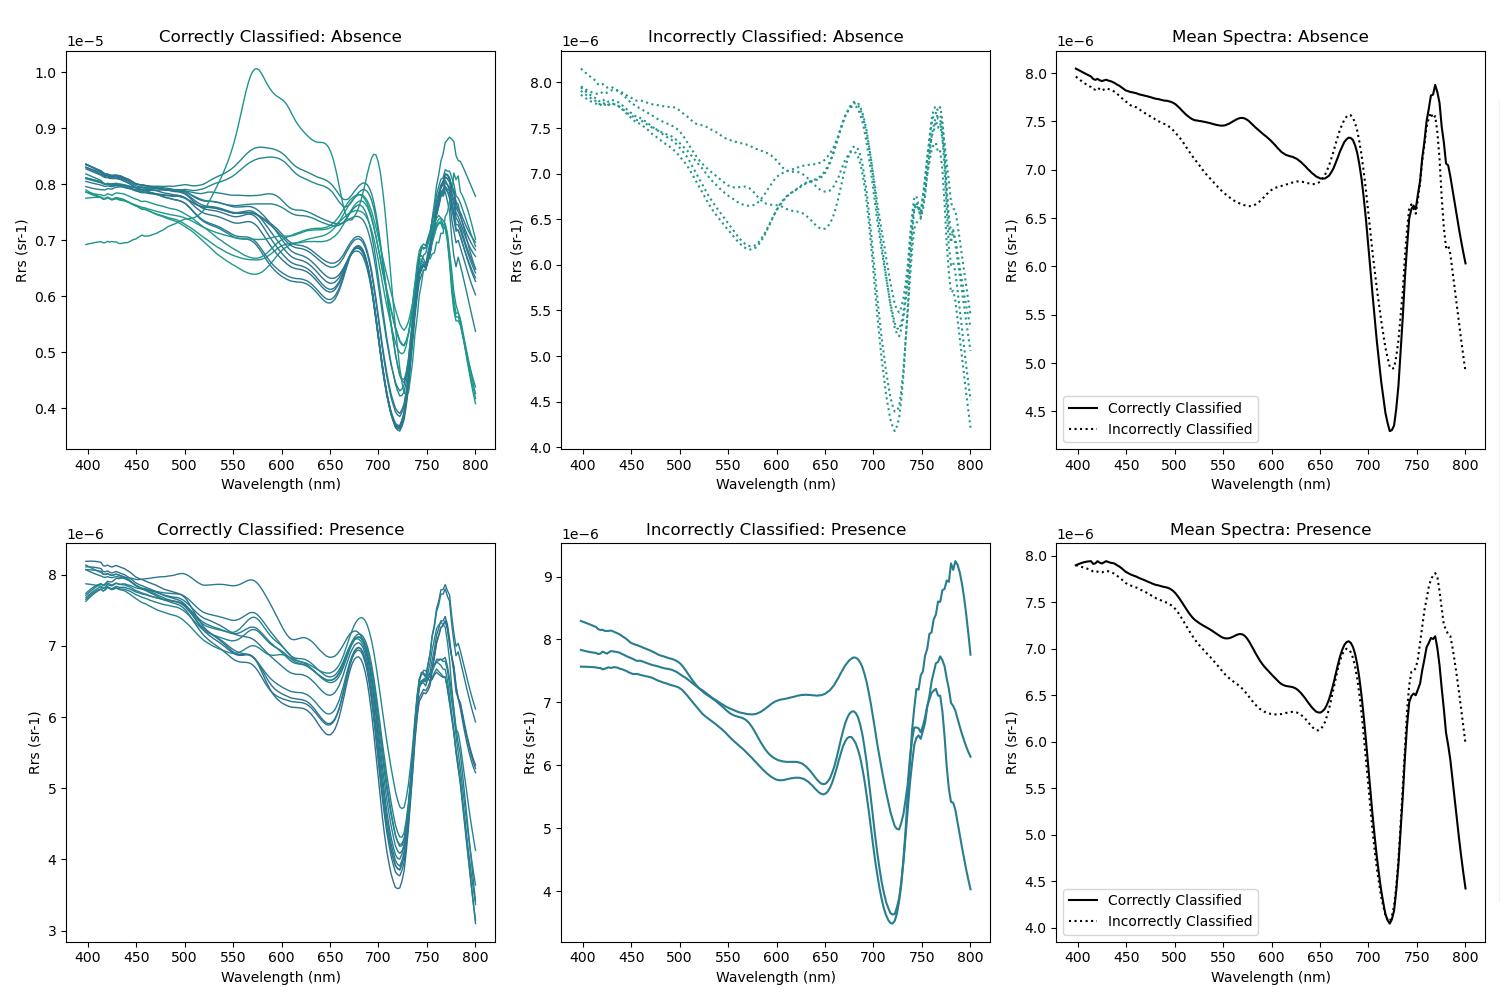 Correctly Classified: Absence
1e−5
1.0
0.9
0.8
0.7
0.6
0.5
0.4
Rrs (sr-1)
400 450 500 550 600 650 700 750 800
Wavelength (nm)
Incorrectly Classified: Absence
1e−6
8.0
7.5
7.0
6.5
6.0
5.5
5.0
4.5
4.0
Rrs (sr-1)
400 450 500 550 600 650 700 750 800
Wavelength (nm)
Mean Spectra: Absence
1e−6
8.0
7.5
7.0
6.5
6.0
5.5
5.0
4.5
Rrs (sr-1)
Correctly Classified
Incorrectly Classified
400 450 500 550 600 650 700 750 800
Wavelength (nm)
Correctly Classified: Presence
1e−6
8
7
6
5
4
3
Rrs (sr-1)
400 450 500 550 600 650 700 750 800
Wavelength (nm)
Incorrectly Classified: Presence
1e−6
9
8
7
6
5
4
Rrs (sr-1)
400 450 500 550 600 650 700 750 800
Wavelength (nm)
Mean Spectra: Presence
1e−6
8.0
7.5
7.0
6.5
6.0
5.5
5.0
4.5
4.0
Rrs (sr-1)
Correctly Classified
Incorrectly Classified
400 450 500 550 600 650 700 750 800
Wavelength (nm)